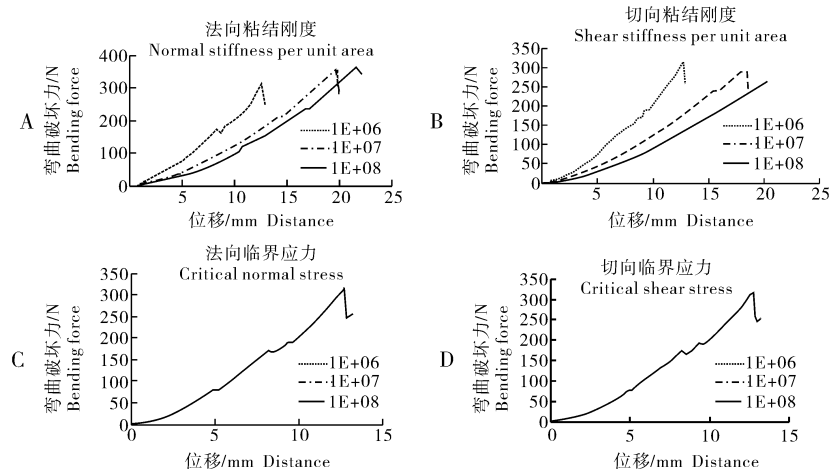 法向粘结刚度
Normal stiffness per unit area
400
300
200
100
0
弯曲破坏力/N
Bending force
A
1E+06
1E+07
1E+08
5
10
15
20
25
位移/mm Distance
切向粘结刚度
Shear stiffness per unit area
350
300
250
200
150
100
50
0
弯曲破坏力/N
Bending force
B
1E+06
1E+07
1E+08
5
10
15
20
25
位移/mm Distance
法向临界应力
Critical normal stress
350
300
250
200
150
100
50
0
弯曲破坏力/N
Bending force
C
1E+06
1E+07
1E+08
0
5
10
15
位移/mm Distance
切向临界应力
Critical shear stress
350
300
250
200
150
100
50
0
弯曲破坏力/N
Bending force
D
1E+06
1E+07
1E+08
0
5
10
15
位移/mm Distance